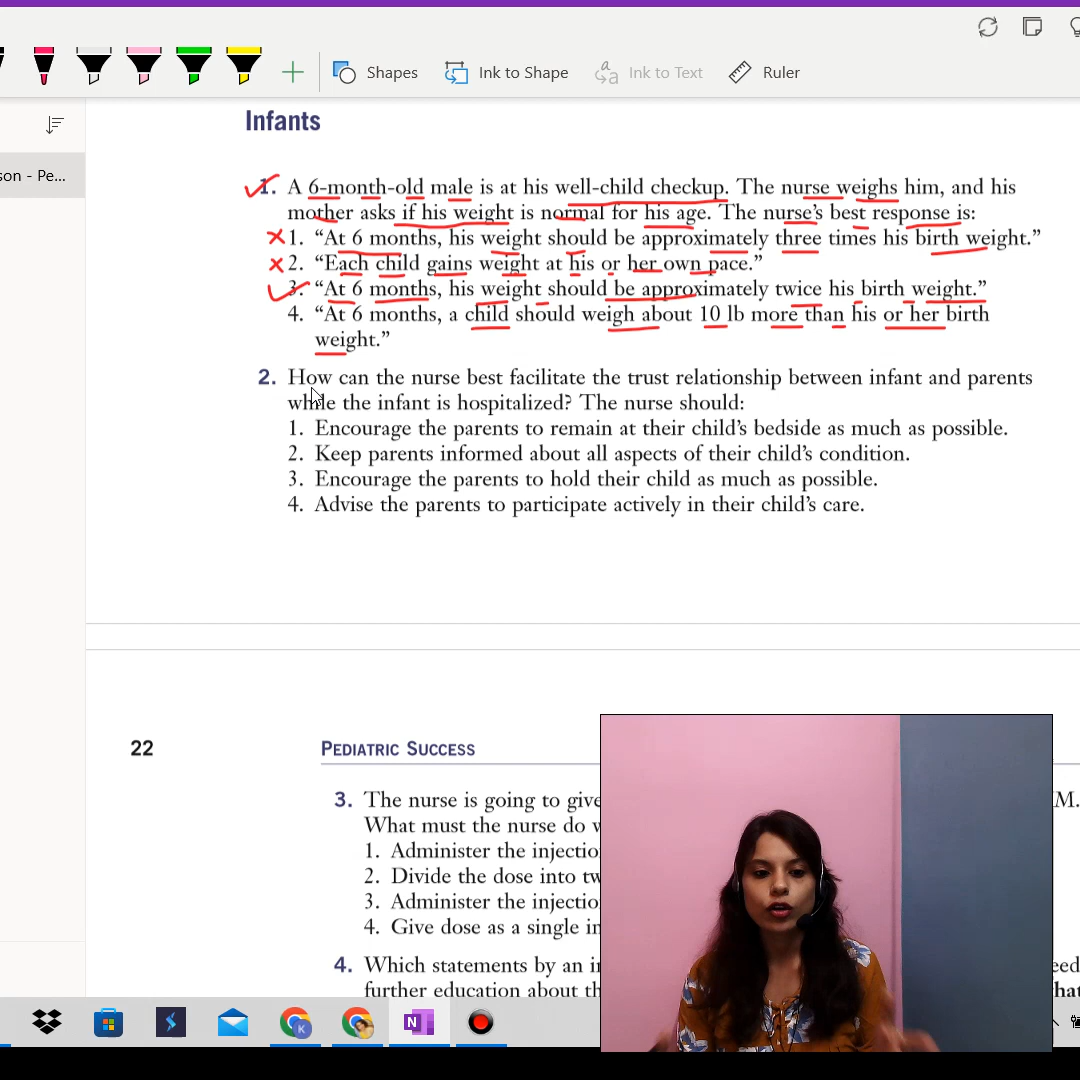 Shapes Ink to Shape Ink to Text Ruler
Infants
son - Pe...
1. A 6-month-old male is at his well-child checkup. The nurse weighs him, and his
mother asks if his weight is normal for his age. The nurse's best response is:
1. “At 6 months, his weight should be approximately three times his birth weight.”
2. “Each child gains weight at his or her own pace.”
3. “At 6 months, his weight should be approximately twice his birth weight.”
4. “At 6 months, a child should weigh about 10 lb more than his or her birth
weight.”
2. How can the nurse best facilitate the trust relationship between infant and parents
while the infant is hospitalized? The nurse should:
1. Encourage the parents to remain at their child's bedside as much as possible.
2. Keep parents informed about all aspects of their child's condition.
3. Encourage the parents to hold their child as much as possible.
4. Advise the parents to participate actively in their child's care.
22 PEDIATRIC SUCCESS
3. The nurse is going to give M.
What must the nurse do
1. Administer the
2. Divide the dose into
3. Administer the
4. Give dose as a single
4. Which statements by an
further education about
K
N